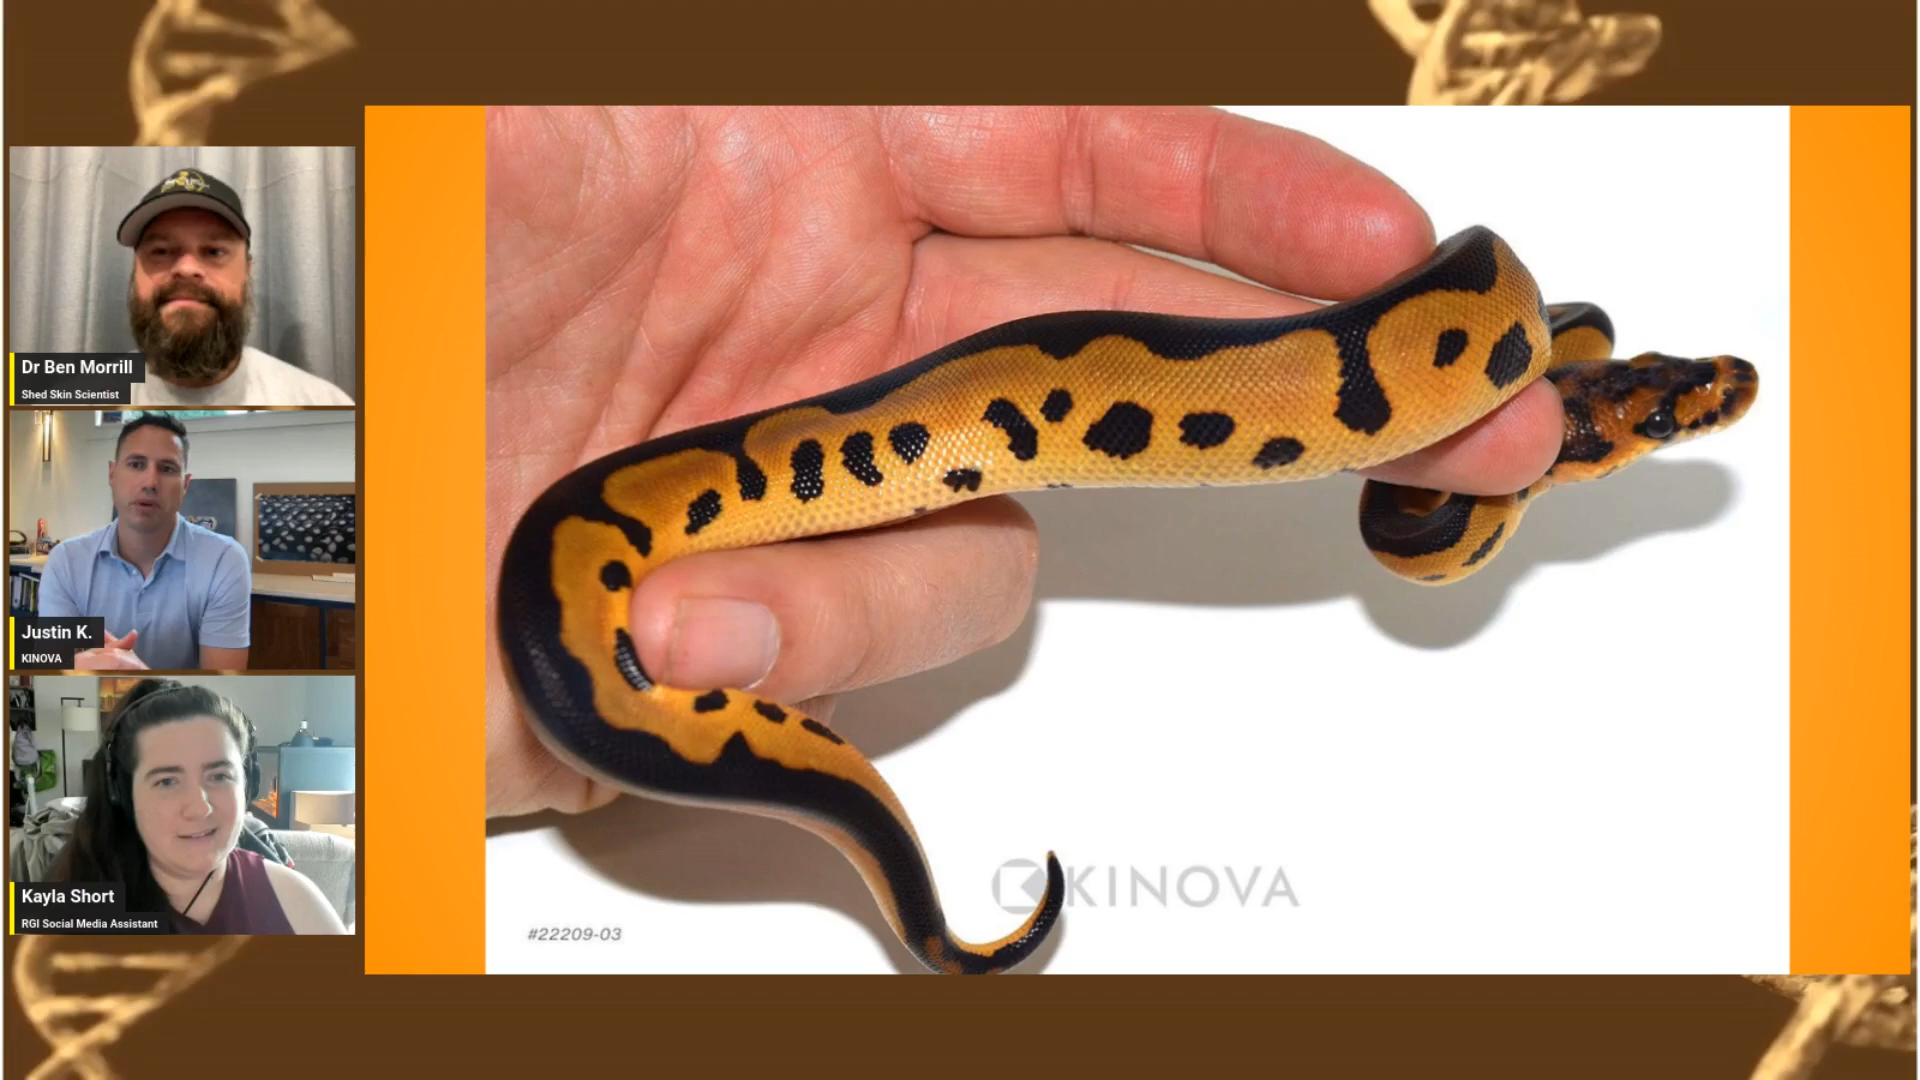 Dr Ben Morrill
Shed Skin Scientist
Justin K.
KINOVA
Kayla Short
RGI Social Media Assistant
KINOVA
#22209-03